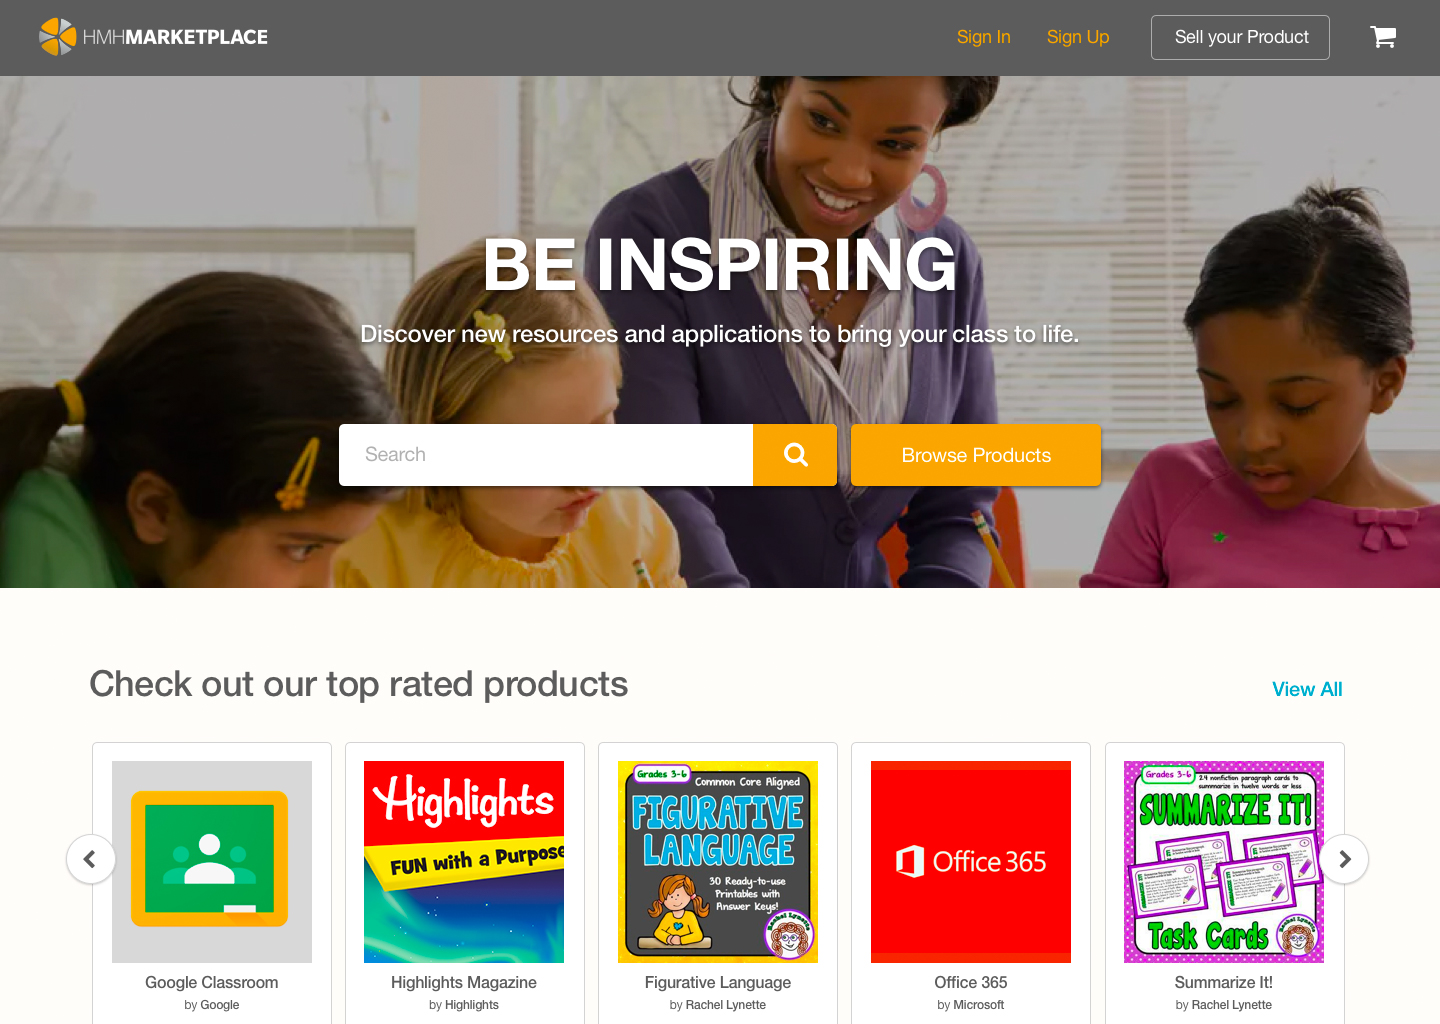 HMHMARKETPLACE
Sign In
Sign Up
Sell your Product
BE INSPIRING
Discover new resources and applications to bring your class to life.
Search
Browse Products
Check out our top rated products
View All
Highlights
FUN with a Purpose
Grades 3-6
Common Core Aligned
FIGURATIVE
LANGUAGE
30 Ready-to-use
Printables with
Answer Keys!
Rachel Lynette
Office 365
Grades 3-6
24 nonfiction paragraph cards to
summarize in twelve words or less
SUMMARIZE IT!
Task Cards
Rachel Lynette
Google Classroom
by Google
Highlights Magazine
by Highlights
Figurative Language
by Rachel Lynette
Office 365
by Microsoft
Summarize It!
by Rachel Lynette